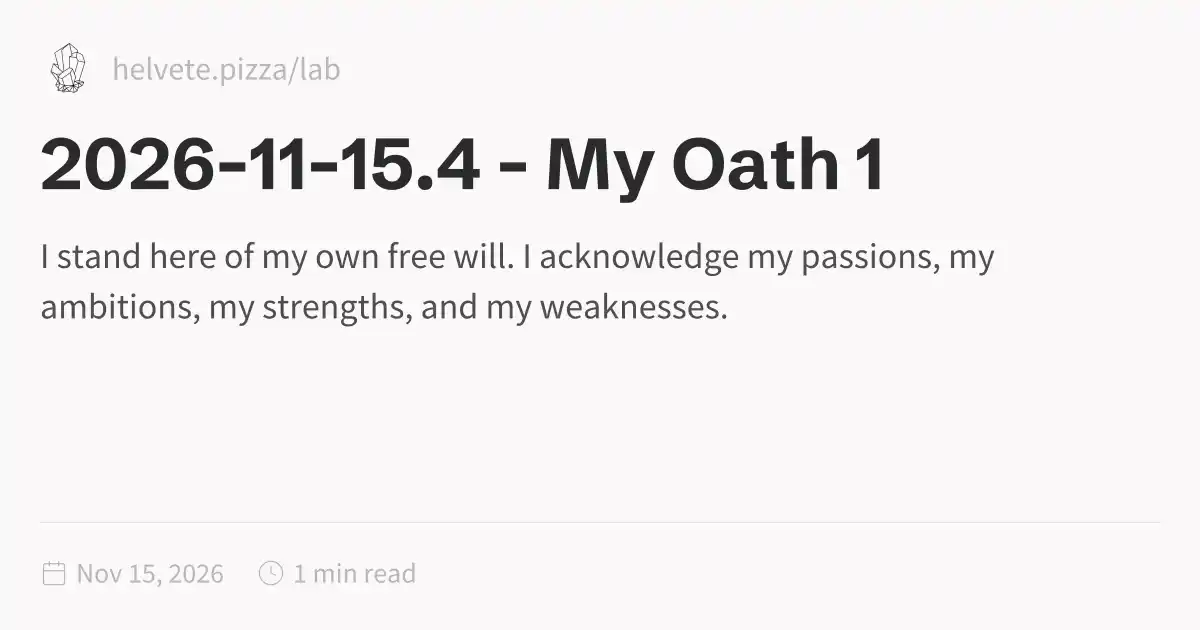 helvete.pizza/lab
2026-11-15.4 - My Oath 1
I stand here of my own free will. I acknowledge my passions, my
ambitions, my strengths, and my weaknesses.
Nov 15, 2026 1 min read